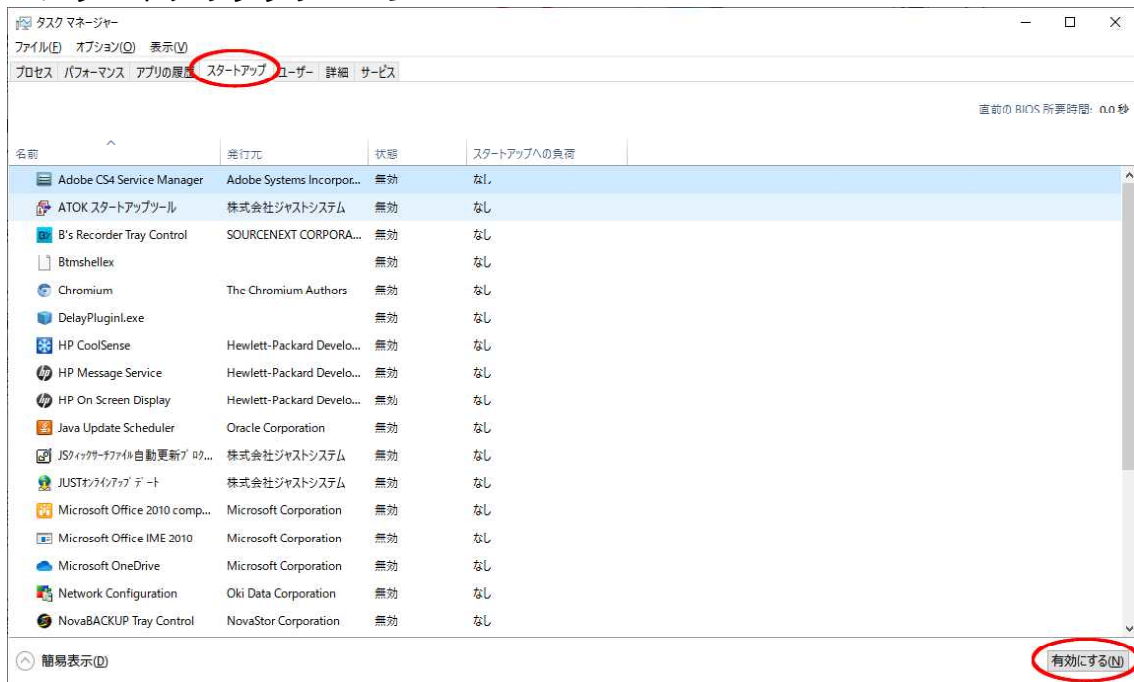 タスク マネージャー
ファイル(F) オプション(O) 表示(V)
プロセス パフォーマンス アプリの履歴 スタートアップ ユーザー 詳細 サービス
直前の BIOS 所要時間: 0.0 秒
名前 発行元 状態 スタートアップへの負荷
Adobe CS4 Service Manager Adobe Systems Incorpor... 無効 なし
ATOK スタートアップツール 株式会社ジャストシステム 無効 なし
B's Recorder Tray Control SOURCENEXT CORPORA... 無効 なし
Btmshellex 無効 なし
Chromium The Chromium Authors 無効 なし
DelayPluginI.exe 無効 なし
HP CoolSense Hewlett-Packard Develo... 無効 なし
HP Message Service Hewlett-Packard Develo... 無効 なし
HP On Screen Display Hewlett-Packard Develo... 無効 なし
Java Update Scheduler Oracle Corporation 無効 なし
JSクィックサーチファイル自動更新プログ... 株式会社ジャストシステム 無効 なし
JUSTオンラインアップデート 株式会社ジャストシステム 無効 なし
Microsoft Office 2010 comp... Microsoft Corporation 無効 なし
Microsoft Office IME 2010 Microsoft Corporation 無効 なし
Microsoft OneDrive Microsoft Corporation 無効 なし
Network Configuration Oki Data Corporation 無効 なし
NovaBACKUP Tray Control NovaStor Corporation 無効 なし
簡易表示(D) 有効にする(N)